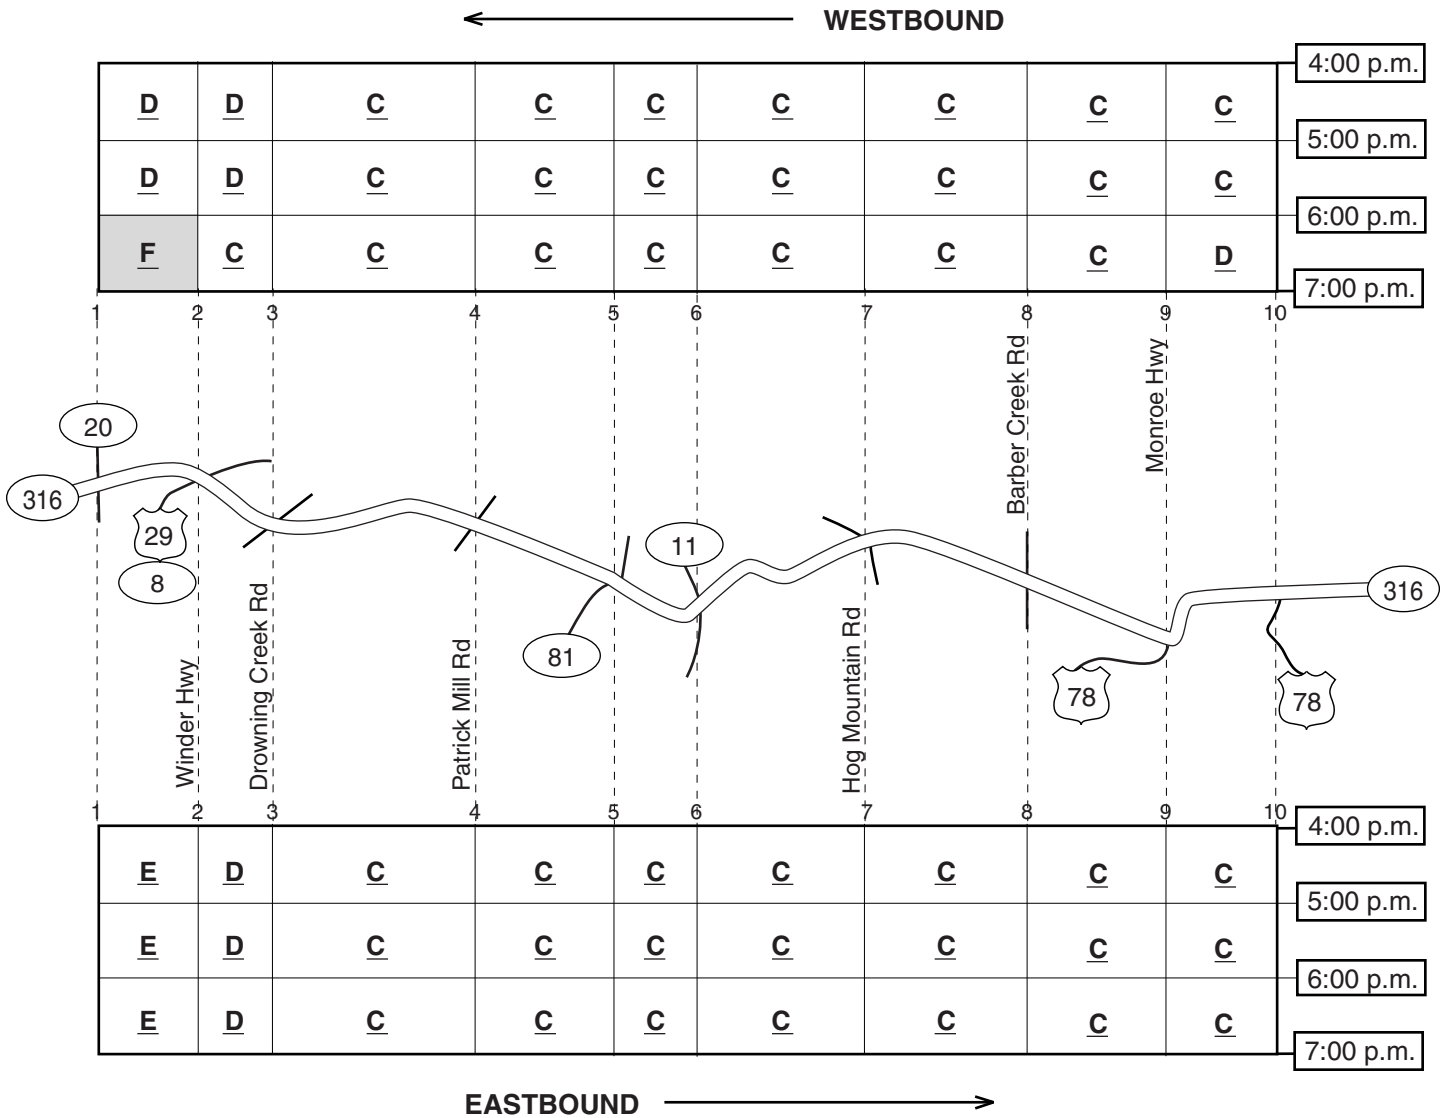 WESTBOUND
4:00 p.m.
D D C C C C C C C
5:00 p.m.
D D C C C C C C C
6:00 p.m.
F C C C C C C C D
7:00 p.m.
1 2 3 4 5 6 7 8 9 10
Barber Creek Rd
Monroe Hwy
20
316
29
8
11
81
316
78
78
Winder Hwy
Drowning Creek Rd
Patrick Mill Rd
Hog Mountain Rd
1 2 3 4 5 6 7 8 9 10
4:00 p.m.
E D C C C C C C C
5:00 p.m.
E D C C C C C C C
6:00 p.m.
E D C C C C C C C
7:00 p.m.
EASTBOUND